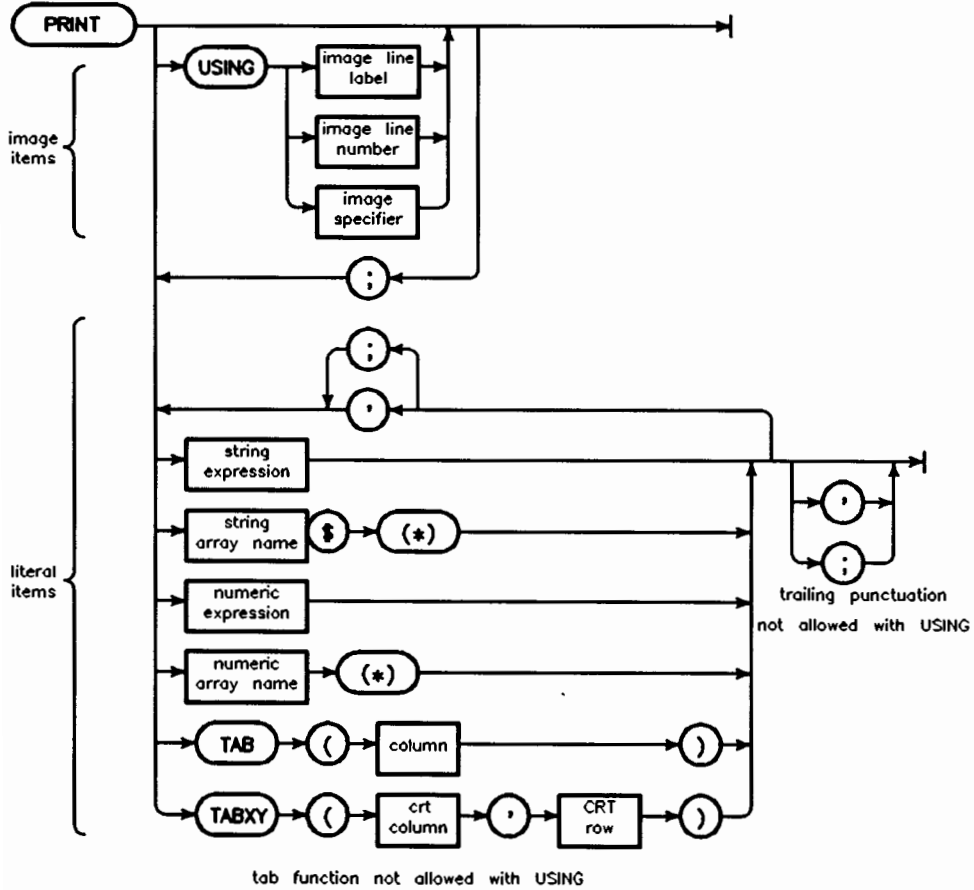 PRINT
USING
image line
label
image items
image line
number
image
specifier
;
;
,
string
expression
string
array name $ (*)
,
;
literal items
numeric
expression
trailing punctuation
not allowed with USING
numeric
array name (*)
TAB ( column )
TABXY ( crt
column , CRT
row )
tab function not allowed with USING